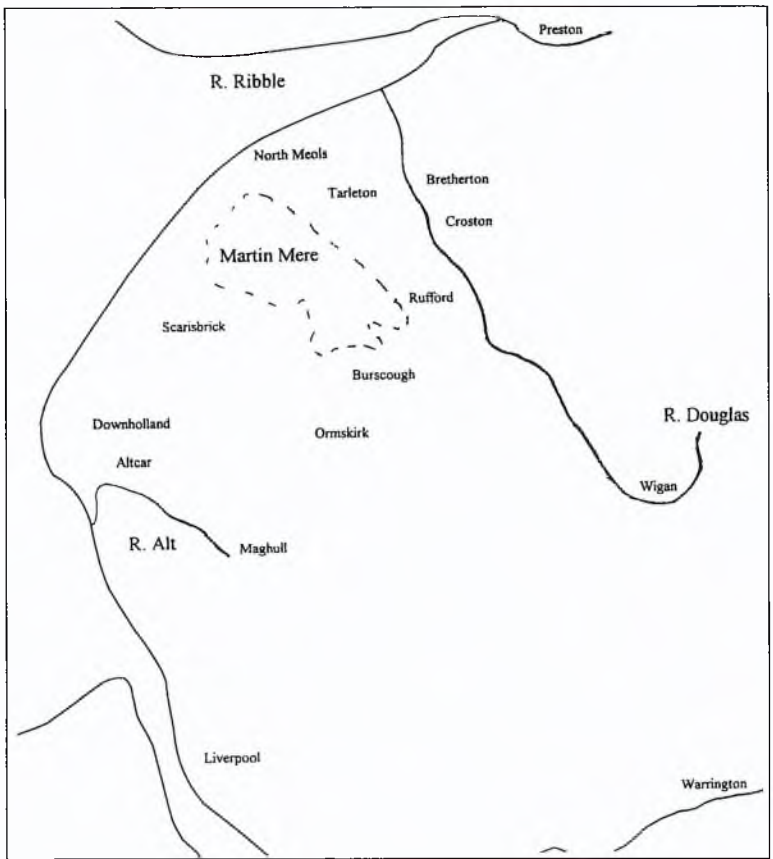 Preston
R. Ribble
North Meols
Tarleton
Bretherton
Croston
Martin Mere
Rufford
Scarisbrick
Burscough
R. Douglas
Downholland
Ormskirk
Altcar
Wigan
R. Alt
Maghull
Liverpool
Warrington